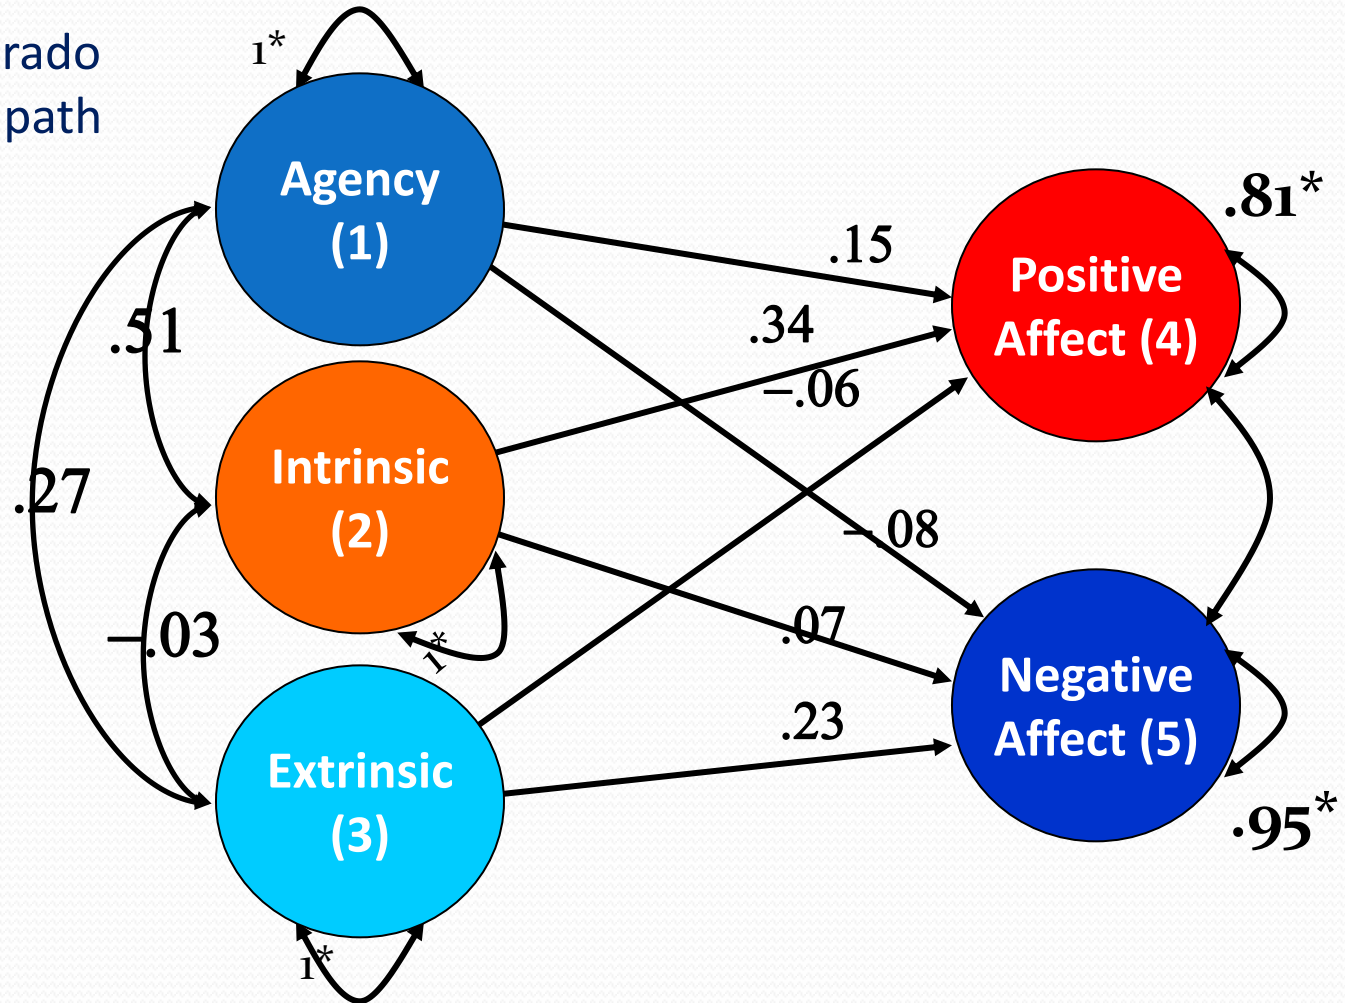 rado
path
1*
Agency
(1)
.81*
Positive
Affect (4)
.15
.34
–.06
.51
Intrinsic
(2)
.27
–.08
.07
–.03
1*
Negative
Affect (5)
.23
Extrinsic
(3)
.95*
1*